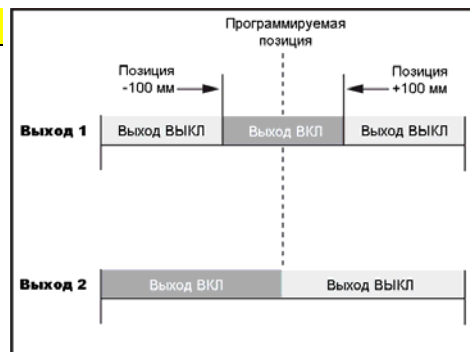 Программируемая
позиция
Позиция
-100 мм
Позиция
+100 мм
Выход 1
Выход ВЫКЛ
Выход ВКЛ
Выход ВЫКЛ
Выход 2
Выход ВКЛ
Выход ВЫКЛ